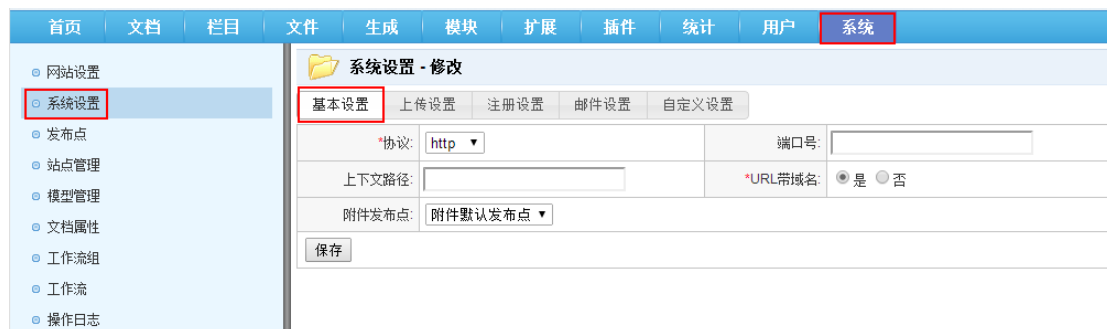 首页 文档 栏目 文件 生成 模块 扩展 插件 统计 用户 系统
网站设置
系统设置
发布点
站点管理
模型管理
文档属性
工作流组
工作流
操作日志
系统设置 - 修改
基本设置 上传设置 注册设置 邮件设置 自定义设置
*协议: http 端口号:
上下文路径: *URL带域名: 是 否
附件发布点: 附件默认发布点
保存